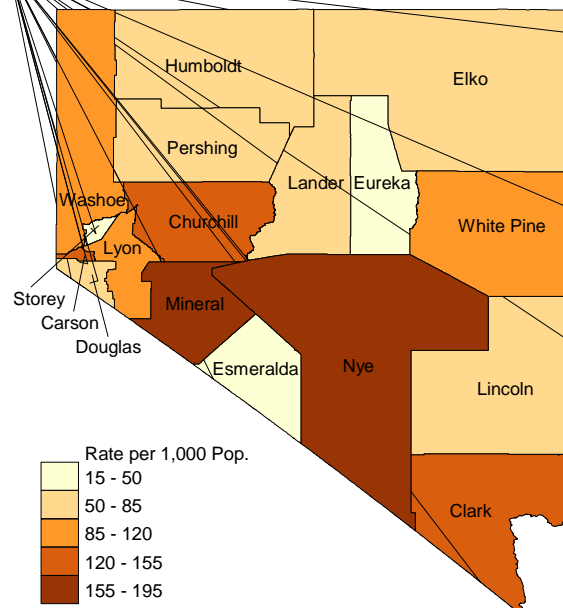 Humboldt
Elko
Pershing
Lander
Eureka
Washoe
Churchill
White Pine
Lyon
Storey
Carson
Mineral
Douglas
Esmeralda
Nye
Lincoln
Rate per 1,000 Pop.
15 - 50
50 - 85
85 - 120
120 - 155
155 - 195
Clark